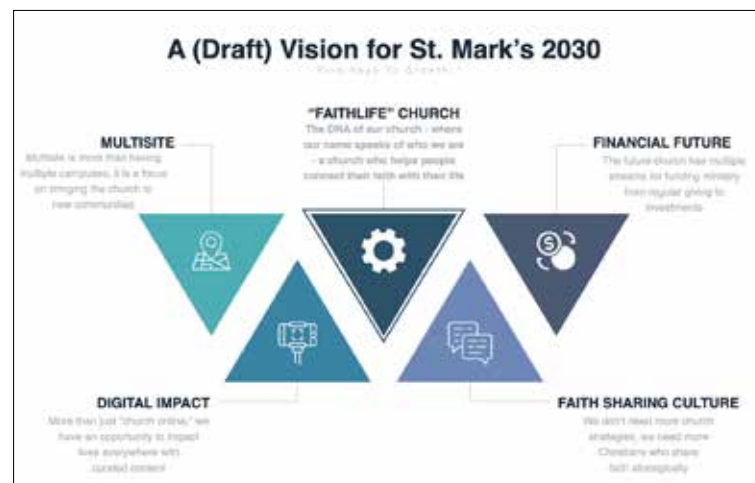 A (Draft) Vision for St. Mark's 2030
"FAITHLIFE" CHURCH
The DNA of our church - where
our name speaks of who we are
- a church who helps people
connect their faith with their life
MULTISITE
Multisite is more than having
multiple campuses, it is a focus
on bringing the church to
new communities
FINANCIAL FUTURE
The future church has multiple
streams for funding ministry
from regular giving to
investments
$
DIGITAL IMPACT
More than just "church online," we
have an opportunity to impact
lives everywhere with
curated content
FAITH SHARING CULTURE
We don't need more church
strategies, we need more
Christians who share
faith